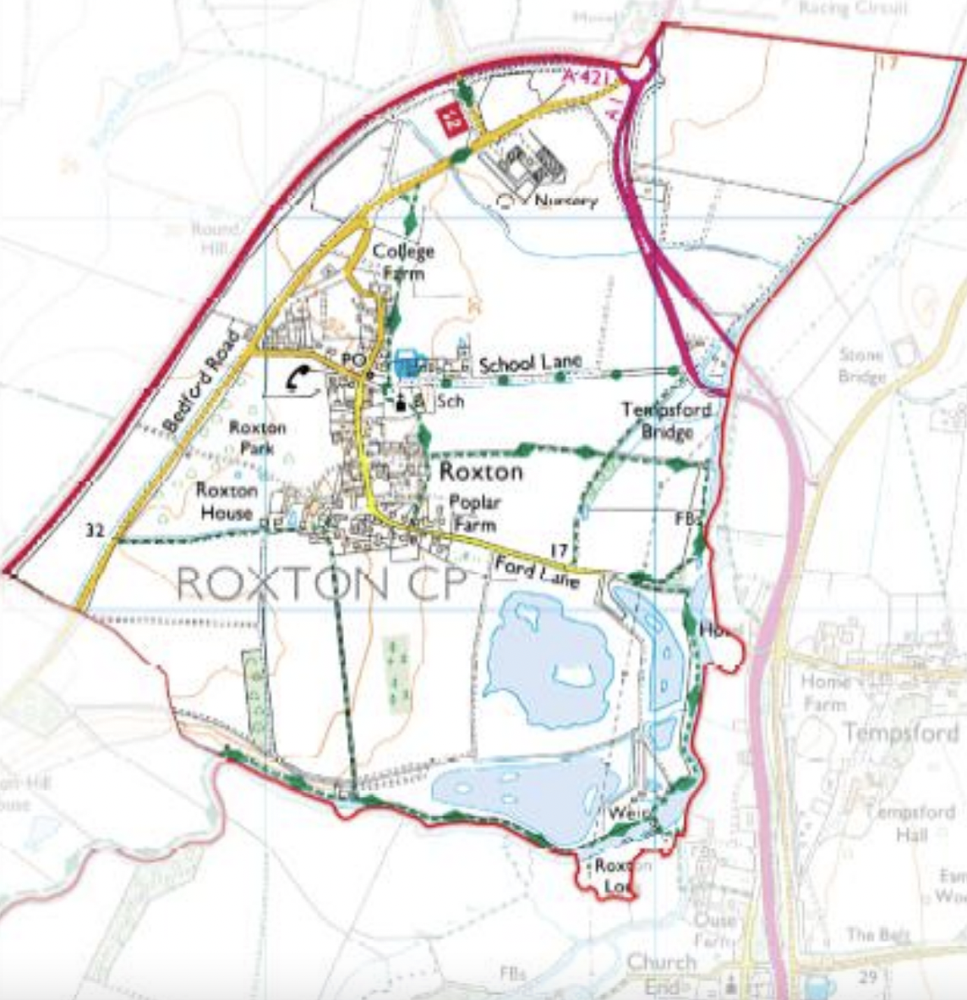 Racing Circuit
17
A 421
A1
Nursery
Round
Hill
College
Farm
Bedford Road
PO
School Lane
Sch
Stone
Bridge
Tempsford
Bridge
Roxton
Park
Roxton
Roxton
House
Poplar
Farm
FBs
32
17
Ford Lane
ROXTON CP
Home
Farm
Tempsford
Weir
Tempsford
Hall
Ouse
Farm
The Belt
Church
End
FBs
29